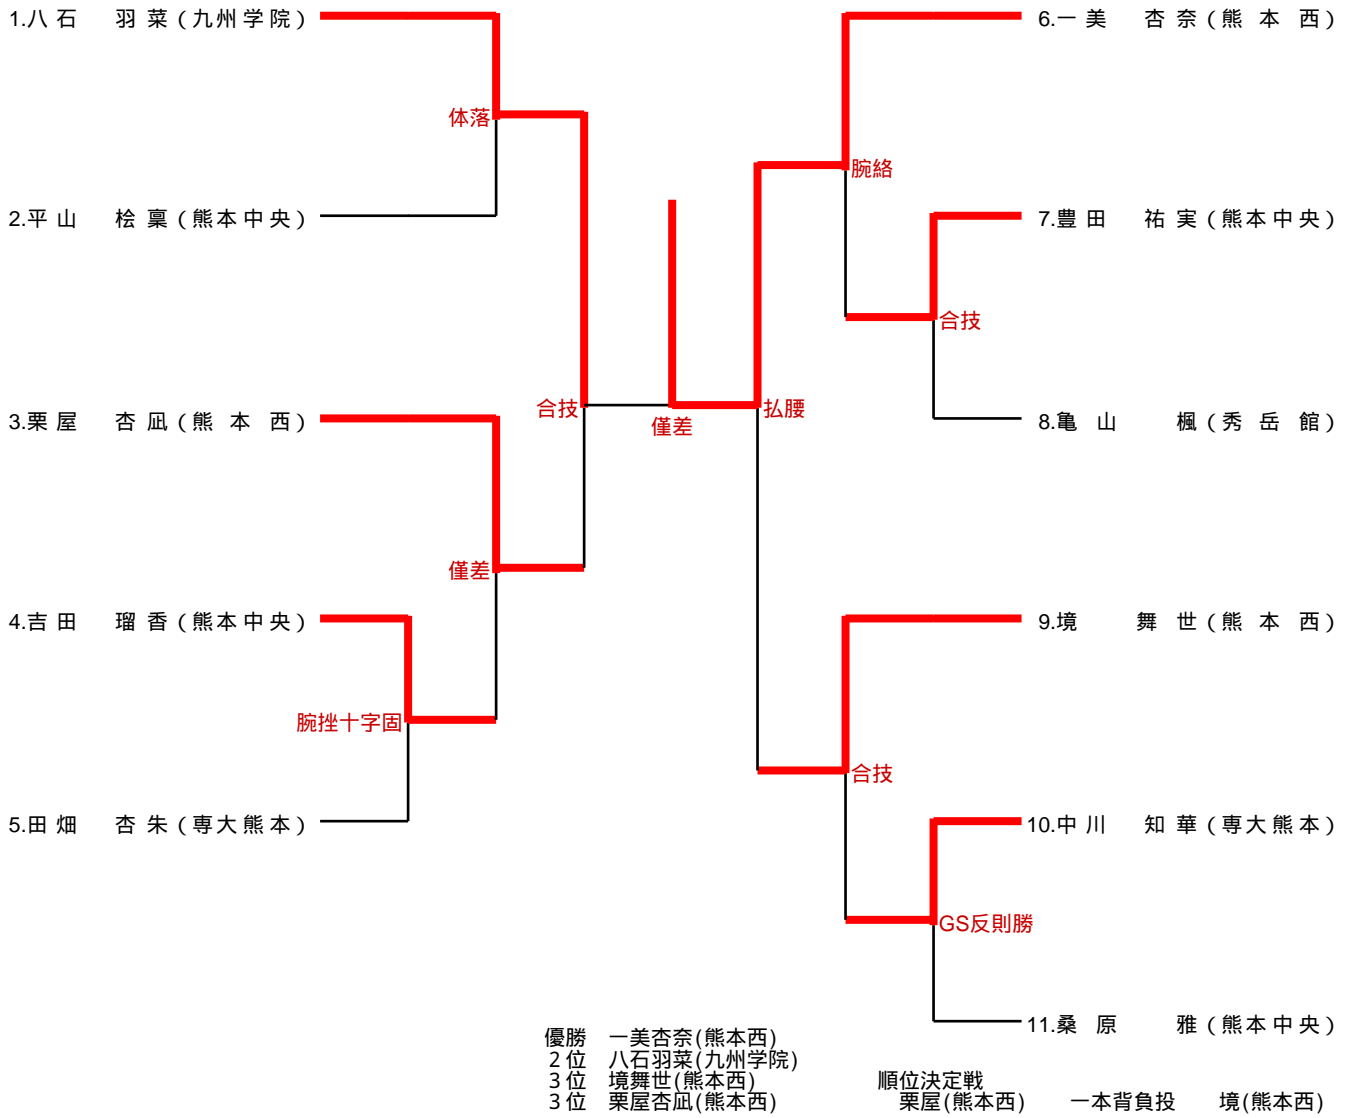 1.八石 羽菜(九州学院)
6.一美 杏奈(熊本西)
体落
腕絡
2.平山 桧稟(熊本中央)
7.豊田 祐実(熊本中央)
合技
3.栗屋 杏凪(熊本西)
合技
僅差
払腰
8.亀山 楓(秀岳館)
僅差
4.吉田 瑠香(熊本中央)
9.境 舞世(熊本西)
腕挫十字固
合技
5.田畑 杏朱(専大熊本)
10.中川 知華(専大熊本)
GS反則勝
11.桑原 雅(熊本中央)
優勝 一美杏奈(熊本西)
2位 八石羽菜(九州学院)
3位 境舞世(熊本西) 順位決定戦
3位 栗屋杏凪(熊本西) 栗屋(熊本西) 一本背負投 境(熊本西)